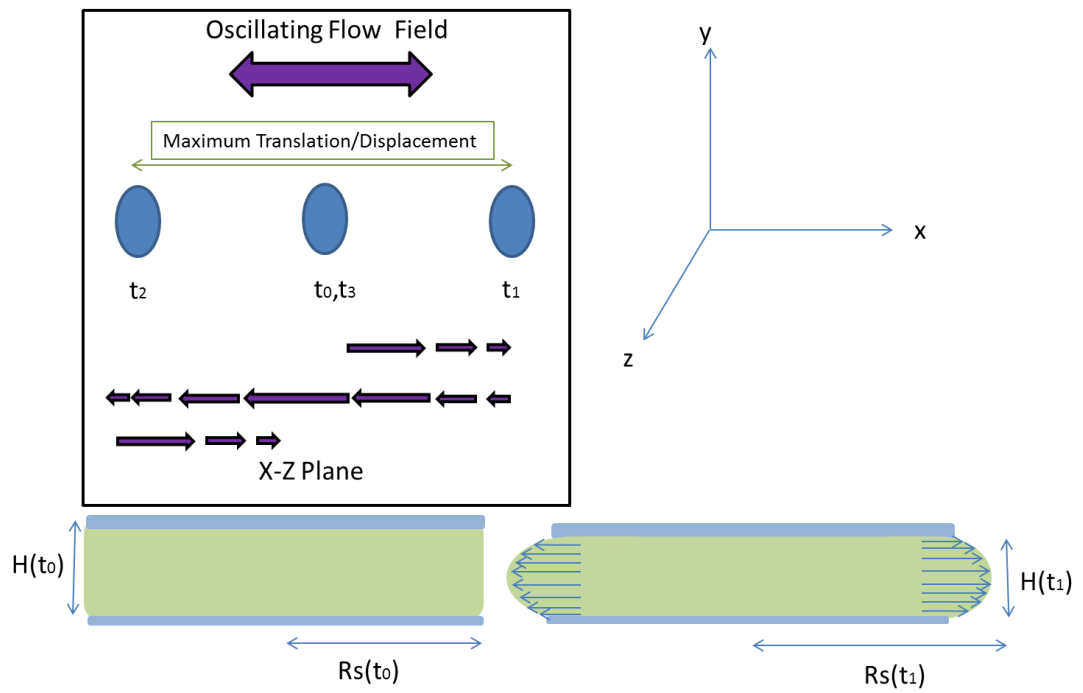 Oscillating Flow Field
Maximum Translation/Displacement
t2
t0,t3
t1
X-Z Plane
y
x
z
H(t0)
Rs(t0)
H(t1)
Rs(t1)